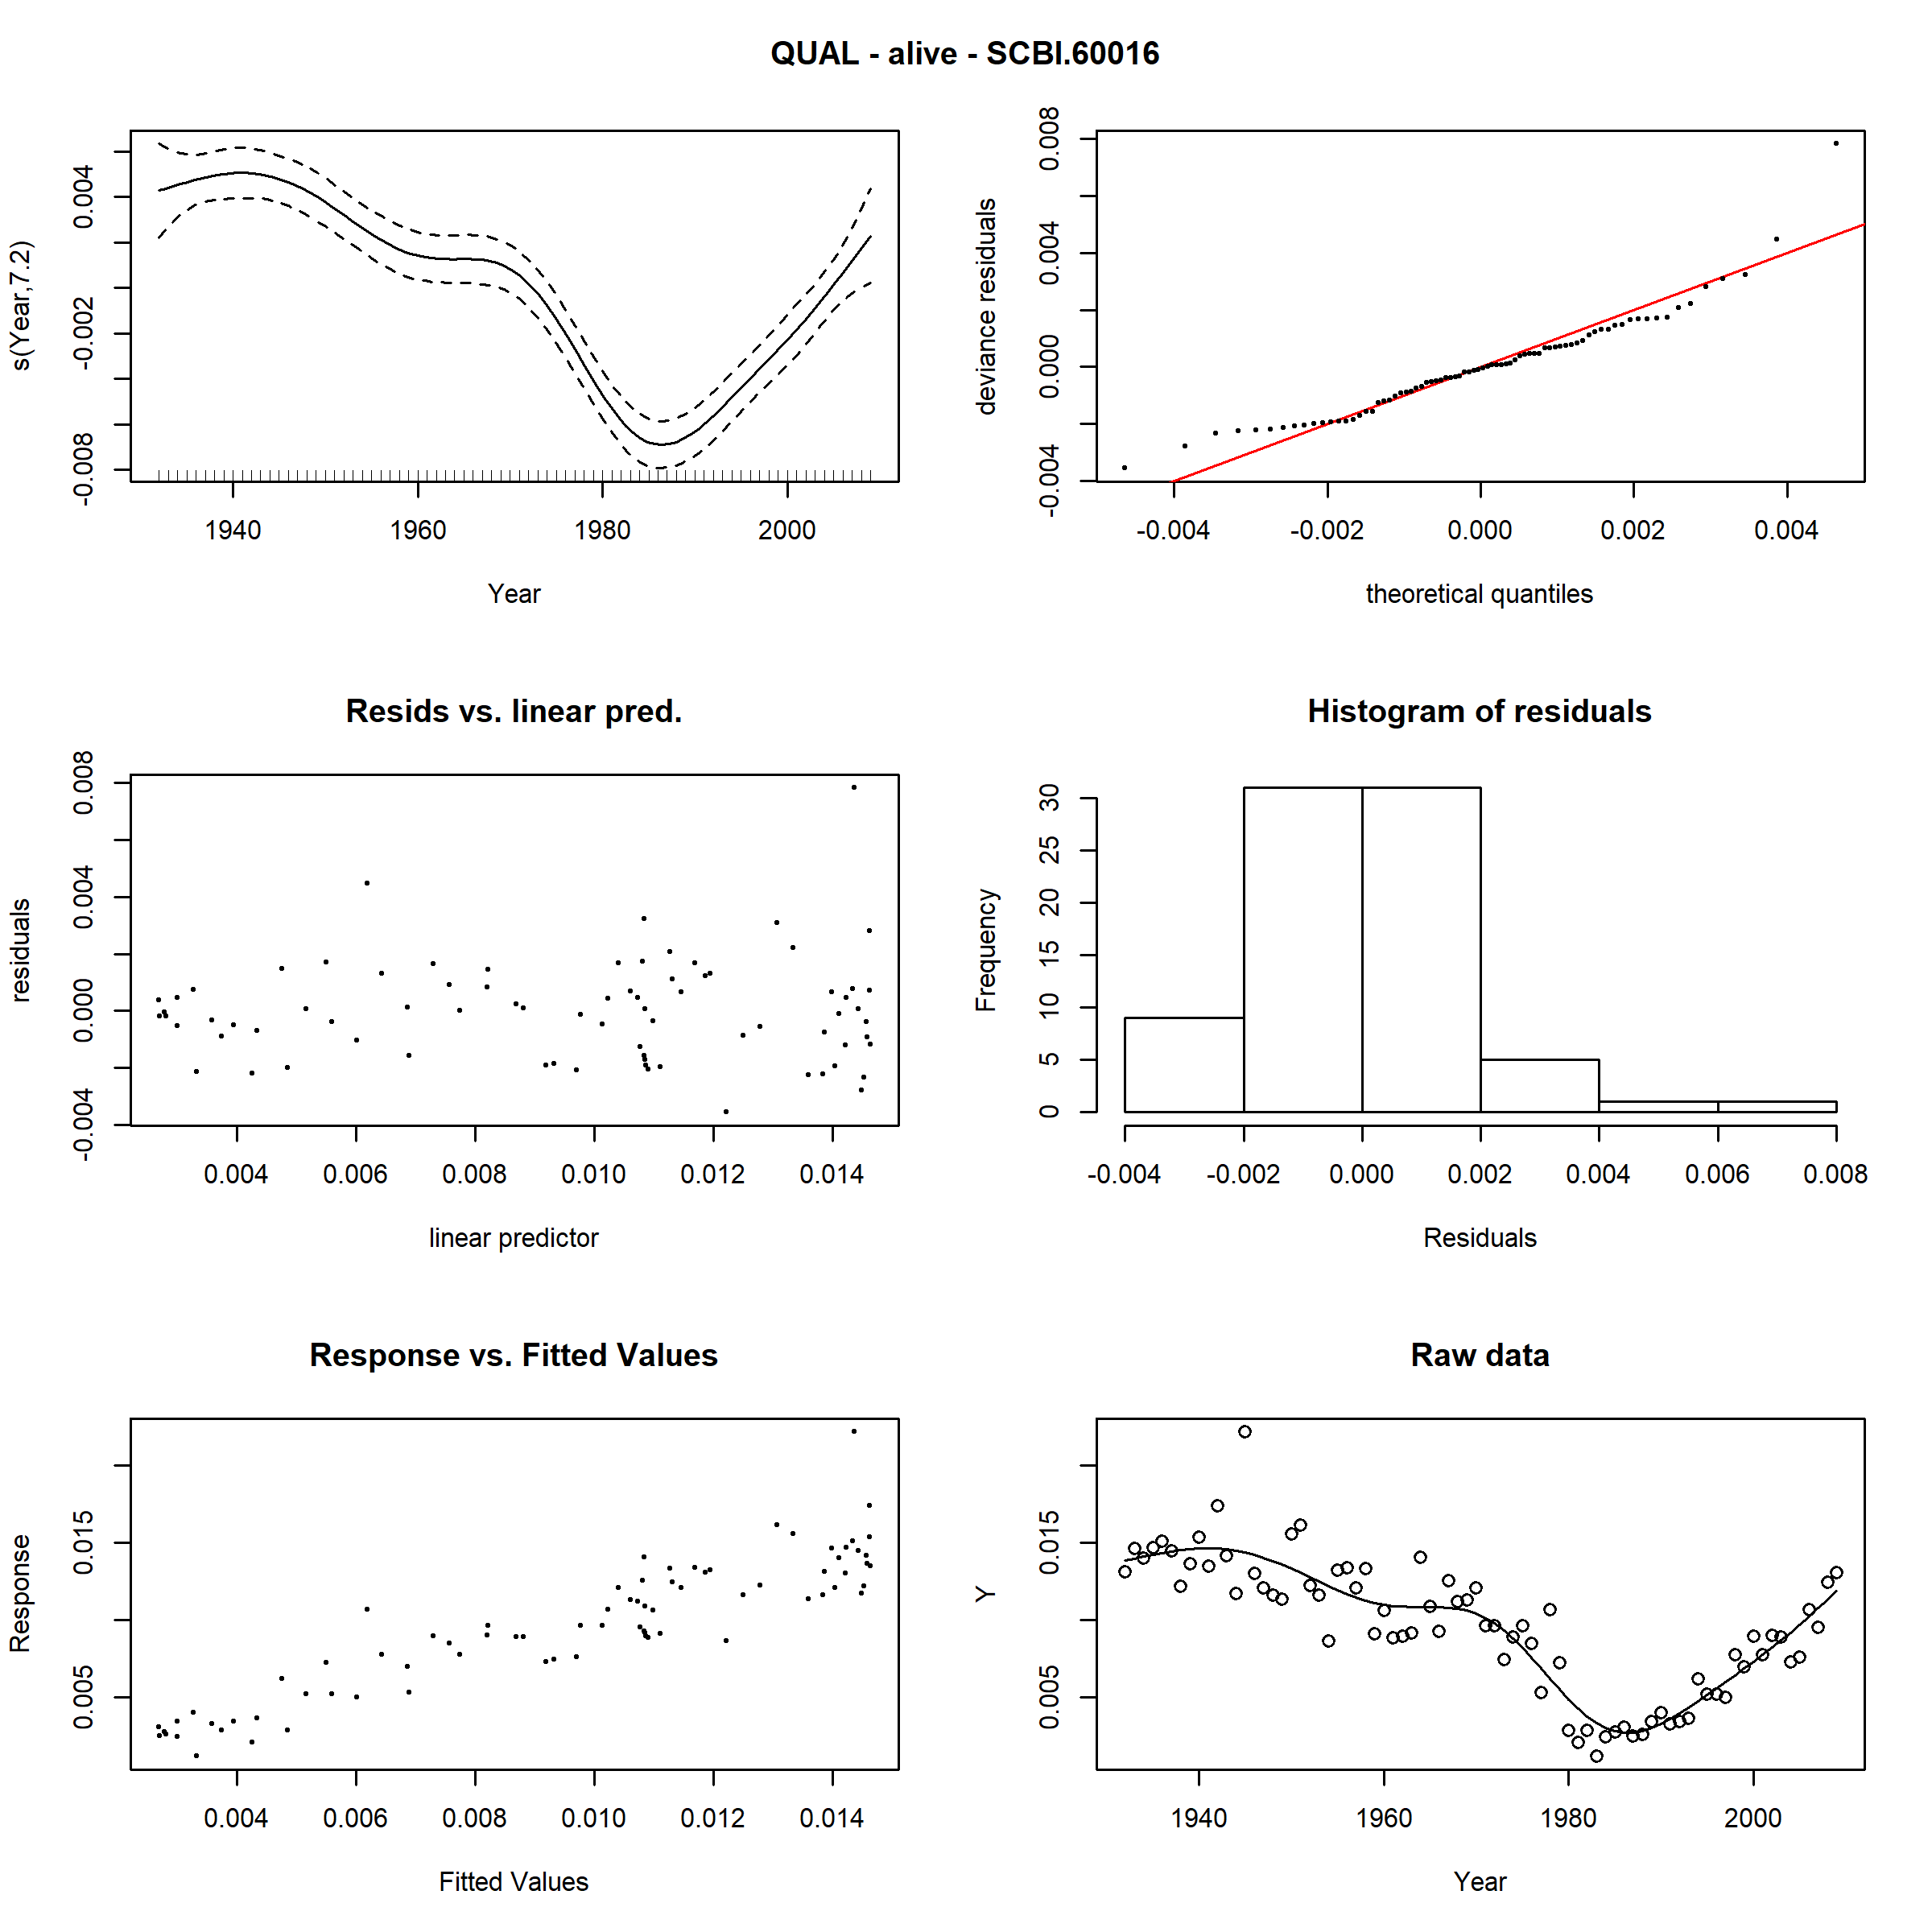 QUAL - alive - SCBI.60016
s(Year,7.2)
0.004
-0.002
-0.008
1940 1960 1980 2000
Year
deviance residuals
0.008
0.004
0.000
-0.004
-0.004 -0.002 0.000 0.002 0.004
theoretical quantiles
Resids vs. linear pred.
residuals
0.008
0.004
0.000
-0.004
0.004 0.006 0.008 0.010 0.012 0.014
linear predictor
Histogram of residuals
Frequency
30
25
20
15
10
5
0
-0.004 -0.002 0.000 0.002 0.004 0.006 0.008
Residuals
Response vs. Fitted Values
Response
0.015
0.005
0.004 0.006 0.008 0.010 0.012 0.014
Fitted Values
Raw data
Y
0.015
0.005
1940 1960 1980 2000
Year